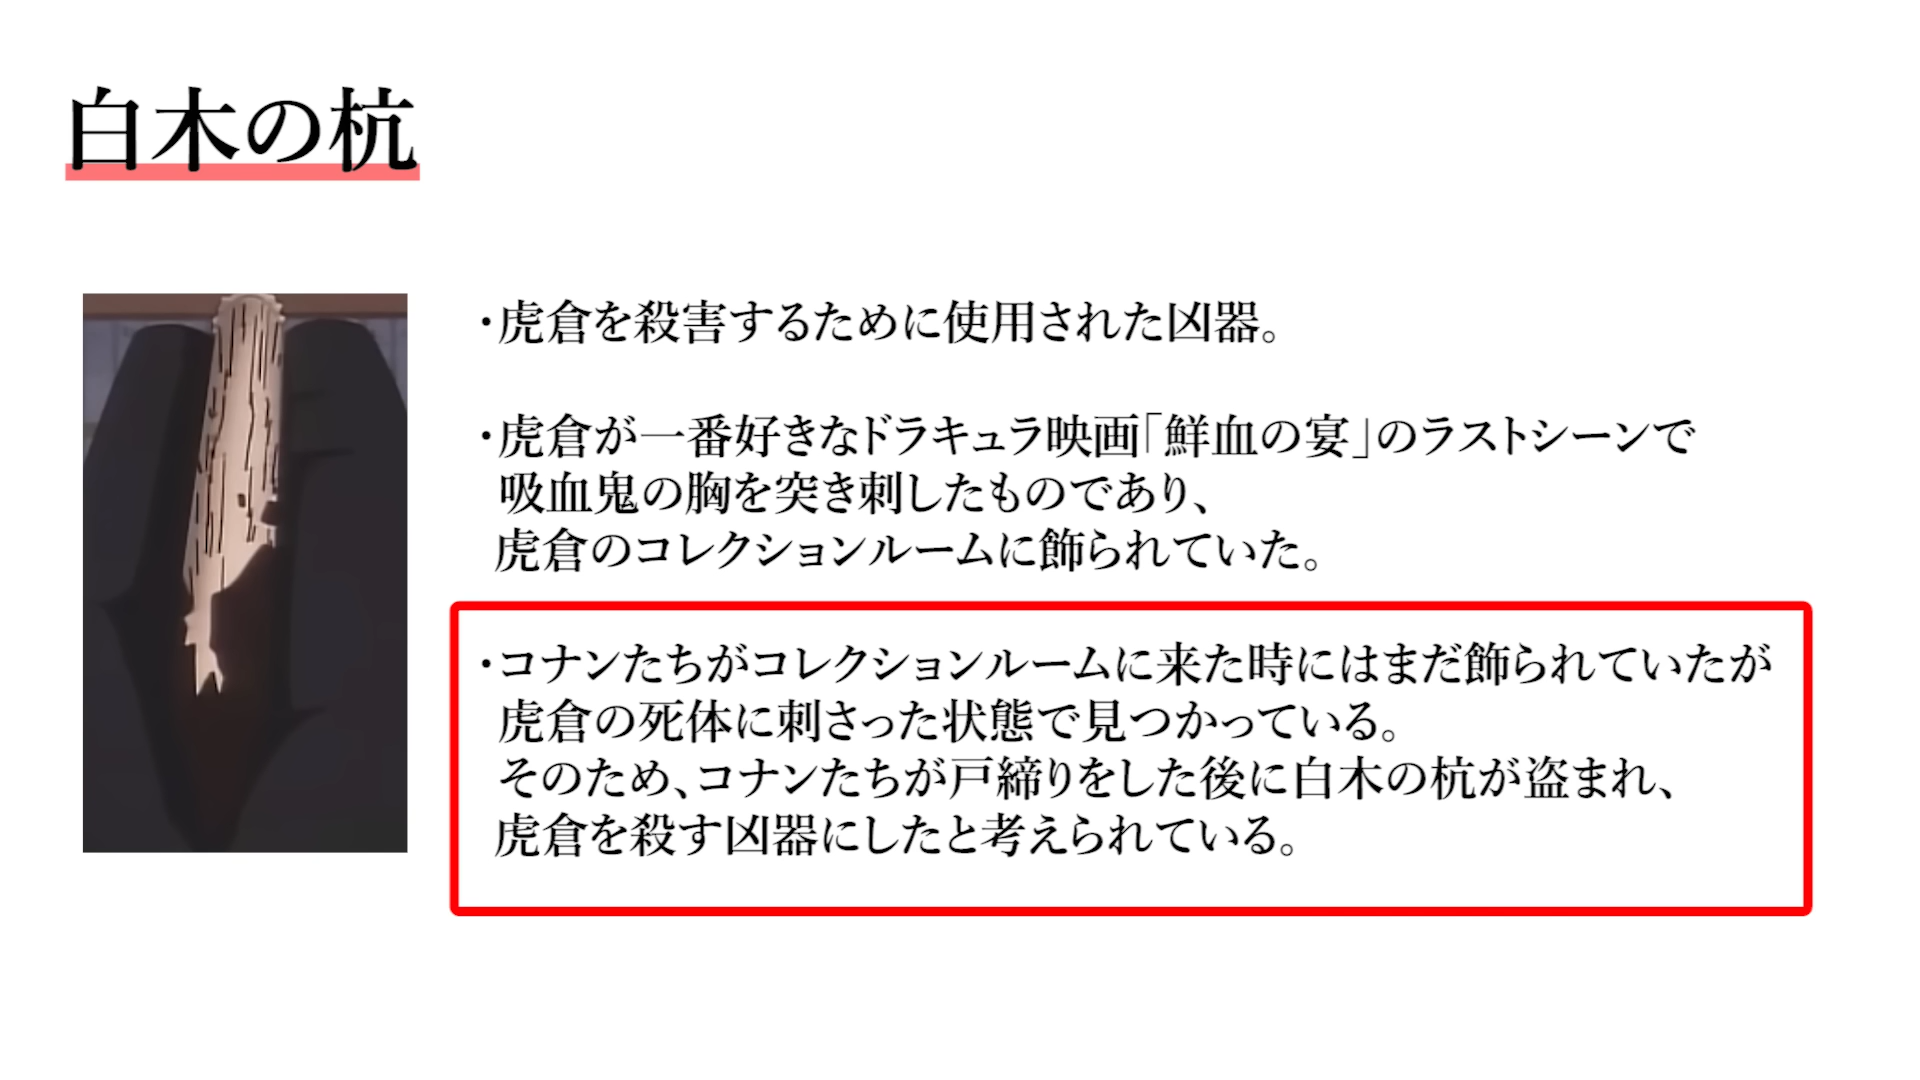 白木の杭
・虎倉を殺害するために使用された凶器。
・虎倉が一番好きなドラキュラ映画「鮮血の宴」のラストシーンで
吸血鬼の胸を突き刺したものであり、
虎倉のコレクションルームに飾られていた。
・コナンたちがコレクションルームに来た時にはまだ飾られていたが
虎倉の死体に刺さった状態で見つかっている。
そのため、コナンたちが戸締りをした後に白木の杭が盗まれ、
虎倉を殺す凶器にしたと考えられている。